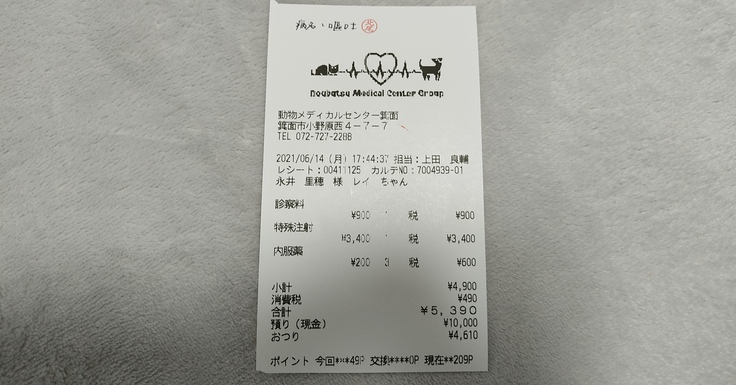 病名：嘔吐
Doubutsu Medical Center Group
動物メディカルセンター箕面
箕面市小野原西4-7-7
TEL 072-727-2288
2021/06/14 (月) 17:44:37 担当：上田 良輔
レシート：00411125 カルテNO：7004939-01
永井 里穂 様 レイ ちゃん
診察料
¥900 1 税 ¥900
特殊注射
¥3,400 1 税 ¥3,400
内服薬
¥200 3 税 ¥600
小計 ¥4,900
消費税 ¥490
合計 ¥5,390
預り（現金） ¥10,000
おつり ¥4,610
ポイント 今回***49P 交換****0P 現在**209P